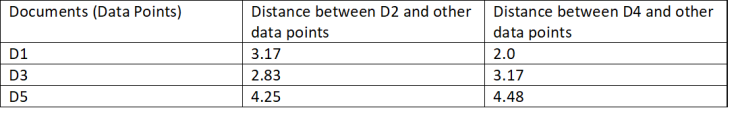 Documents (Data Points) Distance between D2 and other data points Distance between D4 and other data points
D1 3.17 2.0
D3 2.83 3.17
D5 4.25 4.48